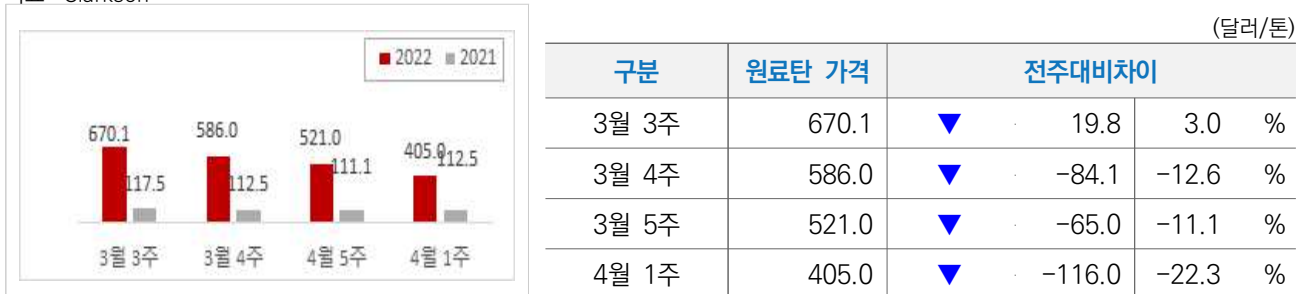 Clarkson
(달러/톤)
■ 2022 ■ 2021
670.1 586.0 521.0 405.0
117.5 112.5 111.1 112.5
3월 3주 3월 4주 4월 5주 4월 1주
구분 원료탄 가격 전주대비차이
3월 3주 670.1 ▼ 19.8 3.0 %
3월 4주 586.0 ▼ -84.1 -12.6 %
3월 5주 521.0 ▼ -65.0 -11.1 %
4월 1주 405.0 ▼ -116.0 -22.3 %